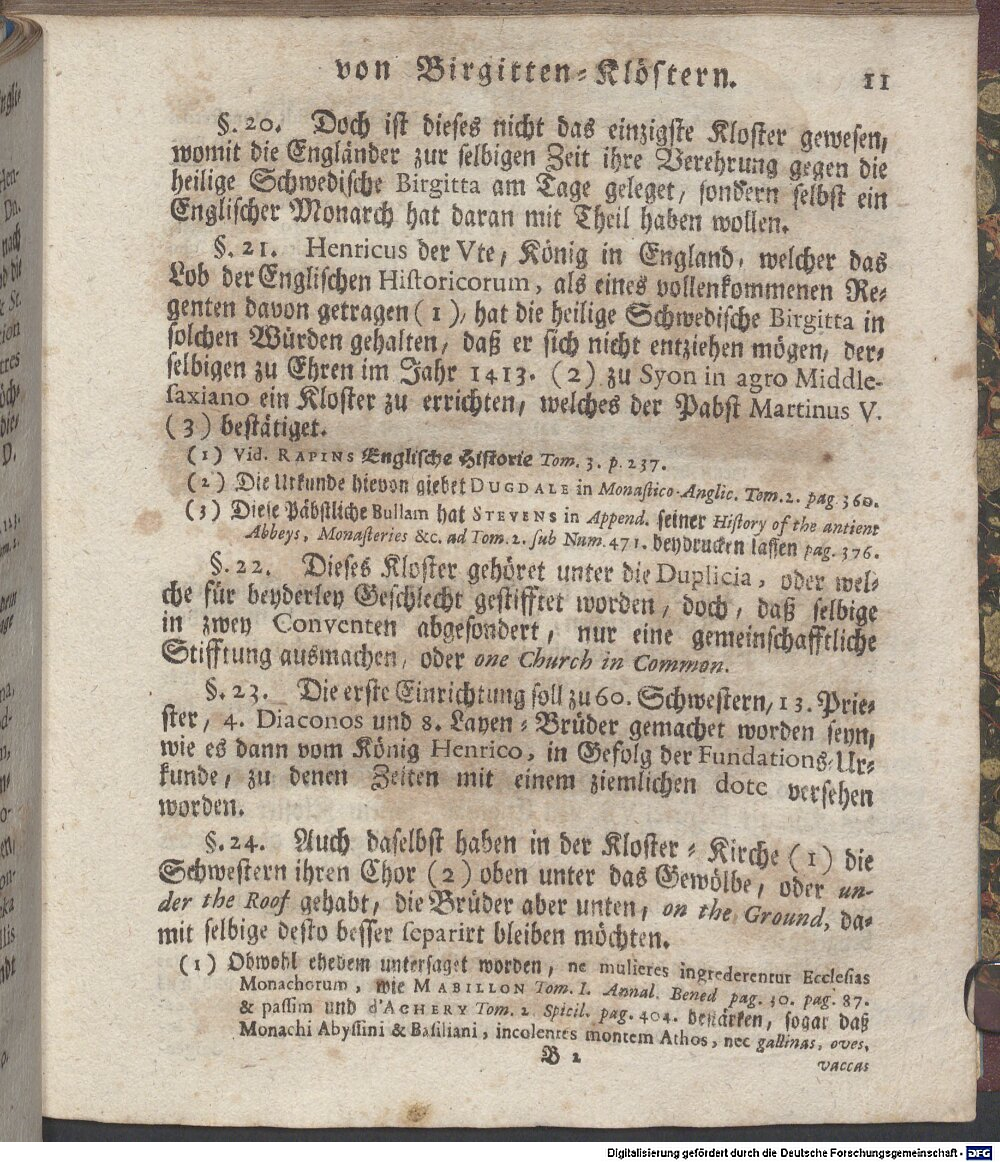 von Birgitten-Klöstern. 11
§. 20. Doch ist dieses nicht das einzigste Kloster gewesen,
womit die Engländer zur selbigen Zeit ihre Verehrung gegen die
heilige Schwedische Birgitta am Tage geleget, sondern selbst ein
Englischer Monarch hat daran mit Theil haben wollen.
§. 21. Henricus der Vte, König in England, welcher das
Lob der Englischen Historicorum, als eines vollenkommenen Re-
genten davon getragen (1), hat die heilige Schwedische Birgitta in
solchen Würden gehalten, daß er sich nicht entziehen mögen, der-
selbigen zu Ehren im Jahr 1413. (2) zu Syon in agro Middle-
saxiano ein Kloster zu errichten, welches der Pabst Martinus V.
(3) bestätiget.
(1) Vid. RAPINS Englische Historie Tom. 3. p. 237.
(2) Die Urkunde hievon giebet DUGDALE in Monastico-Anglic. Tom. 2. pag 360.
(3) Diese Päbstliche Bullam hat STEVENS in Append. seiner History of the antient
Abbeys, Monasteries &c. ad Tom. 2. sub Num. 471. beydrucken lassen pag. 376.
§. 22. Dieses Kloster gehöret unter die Duplicia, oder wel-
che für beyderley Geschlecht gestifftet worden, doch, daß selbige
in zwey Conventen abgesondert, nur eine gemeinschafftliche
Stifftung ausmachen, oder one Church in Common.
§. 23. Die erste Einrichtung soll zu 60. Schwestern, 13. Prie-
ster, 4. Diaconos und 8. Layen-Brüder gemachet worden seyn,
wie es dann vom König Henrico, in Gefolg der Fundations-Ur-
kunde, zu denen Zeiten mit einem ziemlichen dote versehen
worden.
§. 24. Auch daselbst haben in der Kloster-Kirche (1) die
Schwestern ihren Chor (2) oben unter das Gewölbe, oder un-
der the Roof gehabt, die Brüder aber unten, on the Ground, da-
mit selbige desto besser separirt bleiben möchten.
(1) Obwohl ehedem untersaget worden, ne mulieres ingrederentur Ecclesias
Monachorum, wie MABILLON Tom. I. Annal. Bened pag. 30. pag. 87.
& passim und d'ACHERY Tom. 2. Spicil. pag. 404. bestärken, sogar daß
Monachi Abyssini & Basiliani, incolentes montem Athos, nec gallinas, oves,
B 2 vaccas
Digitalisierung gefördert durch die Deutsche Forschungsgemeinschaft - DFG